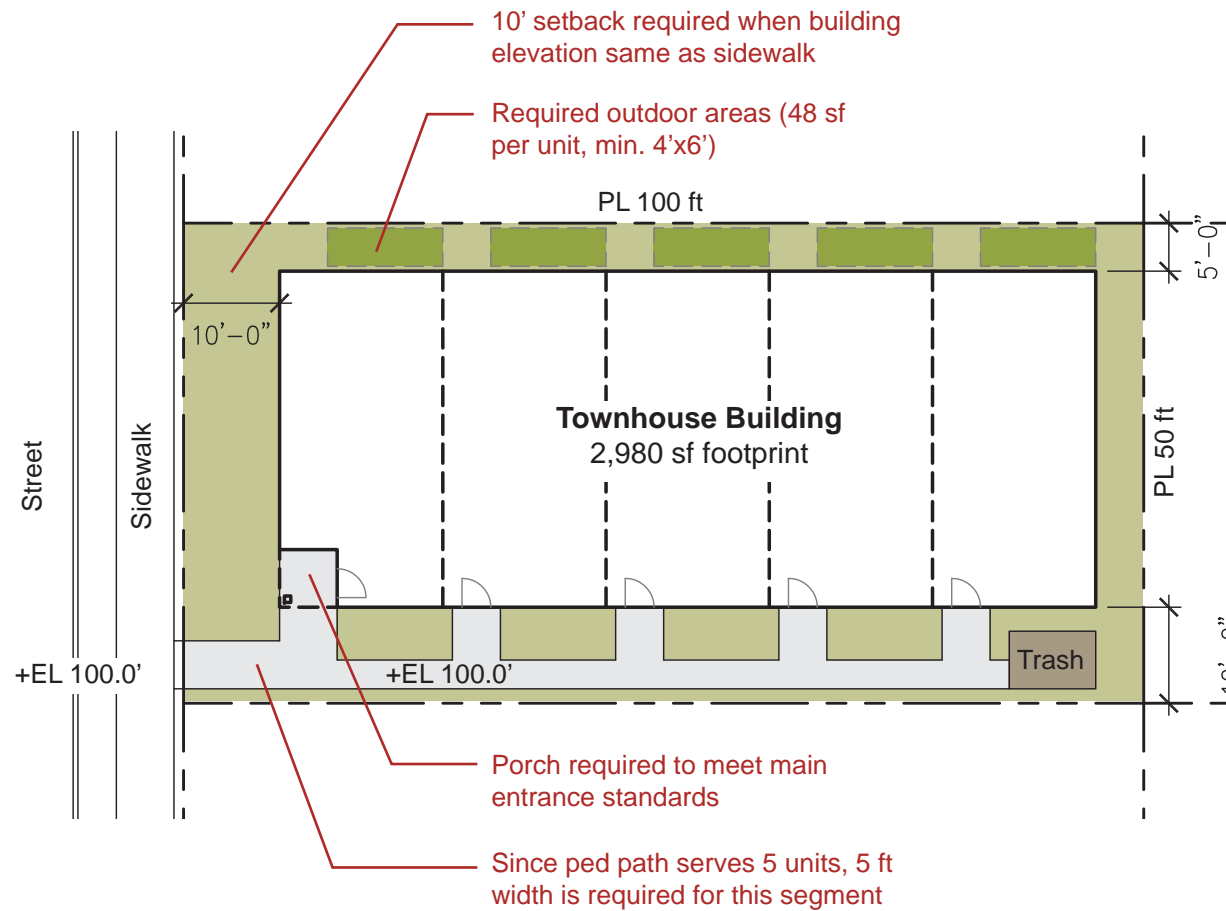 10’ setback required when building
elevation same as sidewalk
Required outdoor areas (48 sf
per unit, min. 4’x6’)
PL 100 ft
5’-0”
10’-0”
Townhouse Building
2,980 sf footprint
PL 50 ft
Street
Sidewalk
+EL 100.0’
+EL 100.0’
Trash
Porch required to meet main
entrance standards
Since ped path serves 5 units, 5 ft
width is required for this segment